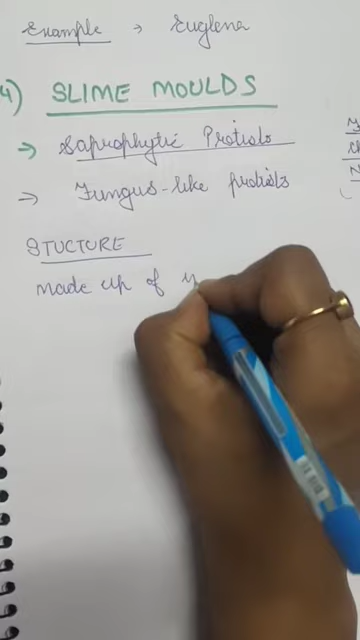 Example → Euglena
4) SLIME MOULDS
→ Saprophytic Protists
→ Fungus-like protists
STUCTURE
made up of